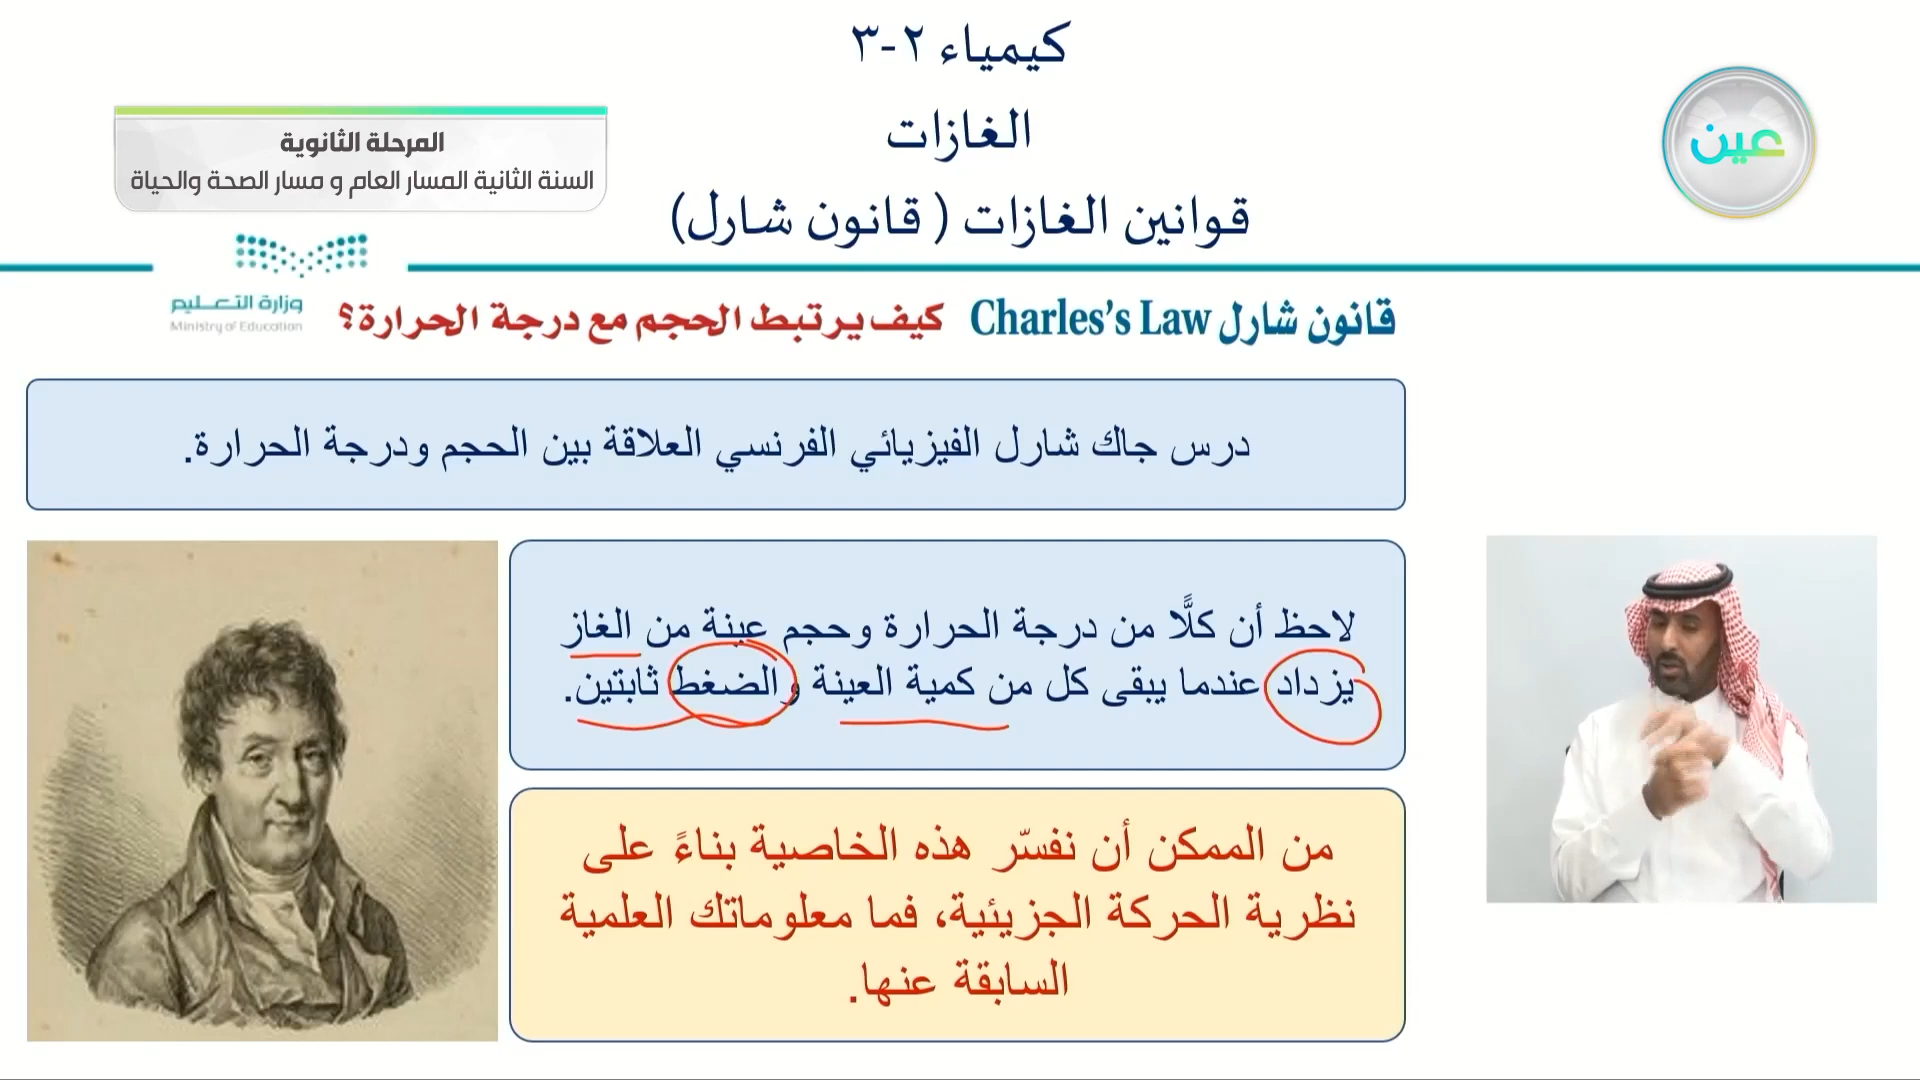 كيمياء ٢-٣
الغازات
قوانين الغازات ( قانون شارل)
المرحلة الثانوية
السنة الثانية المسار العام و مسار الصحة والحياة
عين
وزارة التعـــليم
Ministry of Education
قانون شارل Charles’s Law كيف يرتبط الحجم مع درجة الحرارة؟
درس جاك شارل الفيزيائي الفرنسي العلاقة بين الحجم ودرجة الحرارة.
لاحظ أن كلًّا من درجة الحرارة وحجم عينة من الغاز
يزداد عندما يبقى كل من كمية العينة والضغط ثابتين.
من الممكن أن نفسّر هذه الخاصية بناءً على
نظرية الحركة الجزيئية، فما معلوماتك العلمية
السابقة عنها.